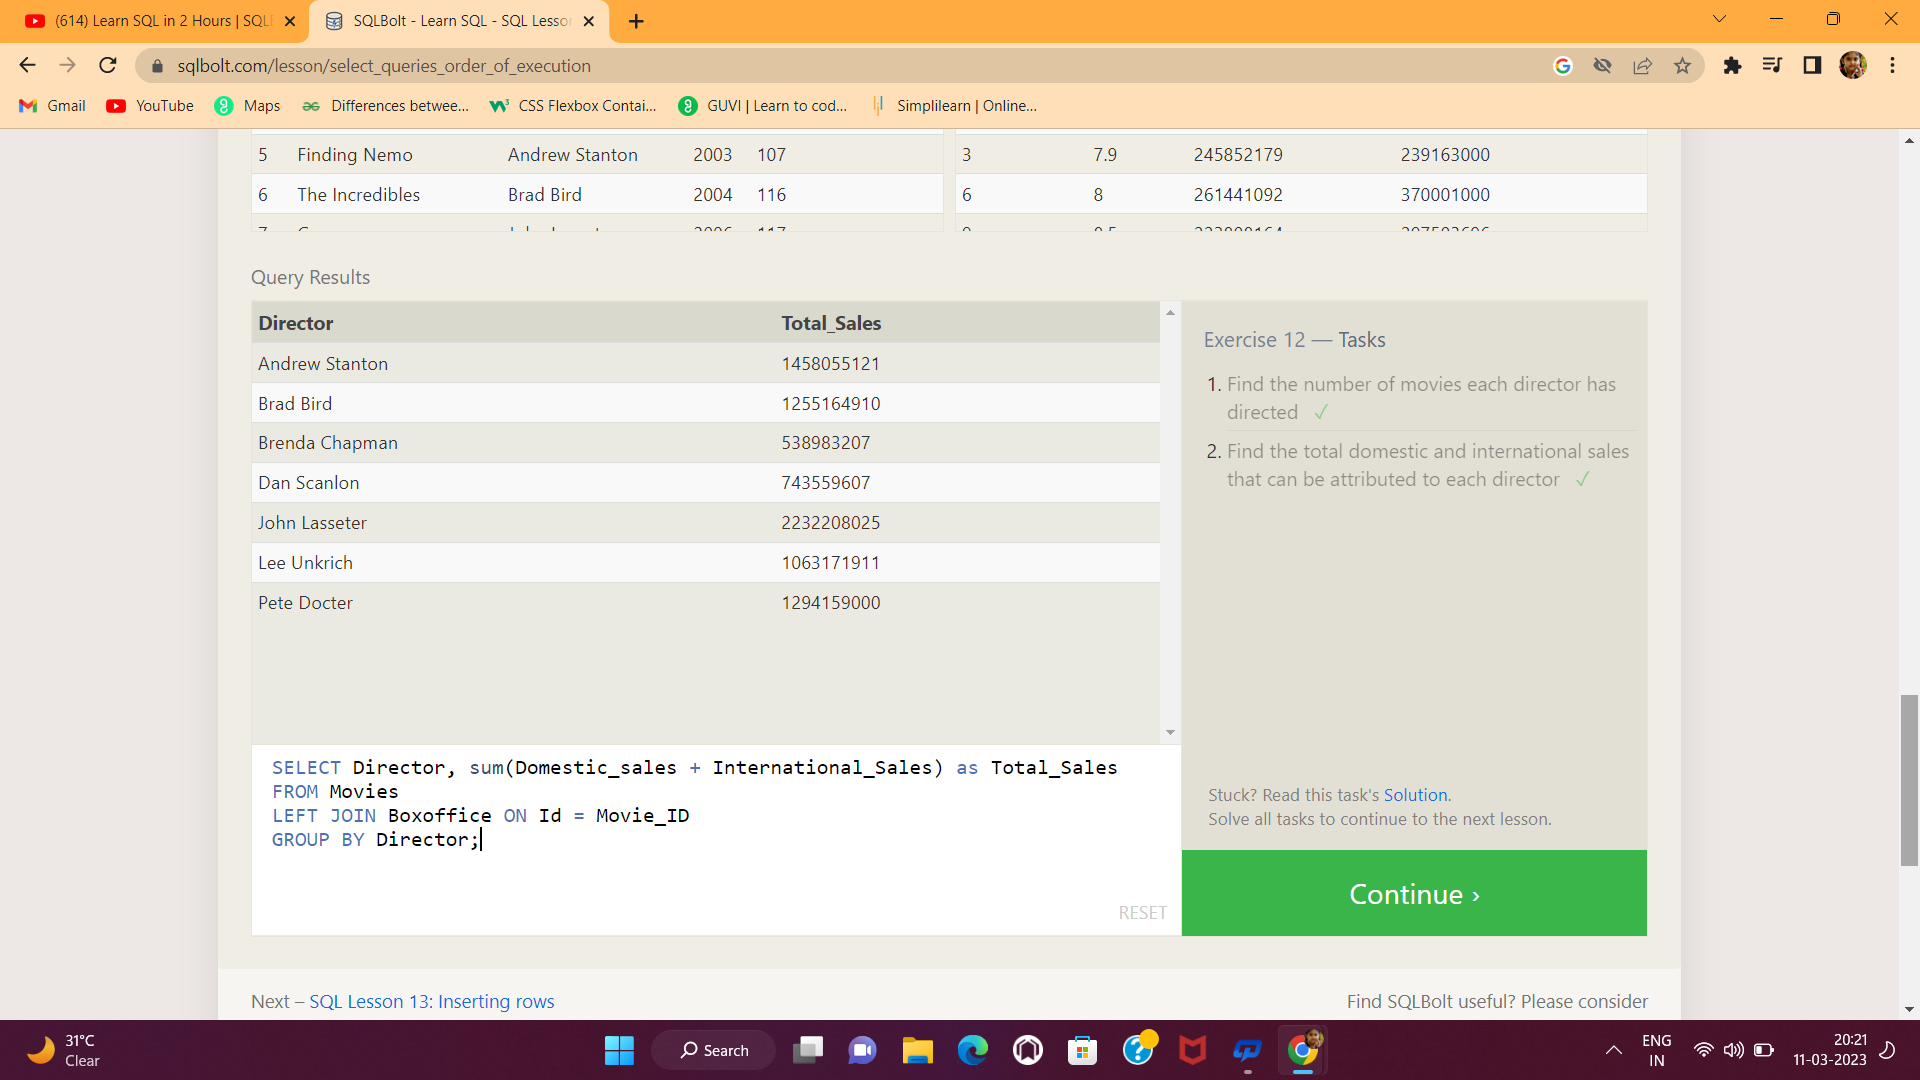 (614) Learn SQL in 2 Hours | SQLB
SQLBolt - Learn SQL - SQL Lesson
sqlbolt.com/lesson/select_queries_order_of_execution
Gmail
YouTube
Maps
Differences betwee...
CSS Flexbox Contai...
GUVI | Learn to cod...
Simplilearn | Online...
5 Finding Nemo Andrew Stanton 2003 107
3 7.9 245852179 239163000
6 The Incredibles Brad Bird 2004 116
6 8 261441092 370001000
Query Results
Director Total_Sales
Andrew Stanton 1458055121
Brad Bird 1255164910
Brenda Chapman 538983207
Dan Scanlon 743559607
John Lasseter 2232208025
Lee Unkrich 1063171911
Pete Docter 1294159000
Exercise 12 — Tasks
1. Find the number of movies each director has
directed ✓
2. Find the total domestic and international sales
that can be attributed to each director ✓
SELECT Director, sum(Domestic_sales + International_Sales) as Total_Sales
FROM Movies
LEFT JOIN Boxoffice ON Id = Movie_ID
GROUP BY Director;
RESET
Stuck? Read this task's Solution.
Solve all tasks to continue to the next lesson.
Continue ›
Next – SQL Lesson 13: Inserting rows
Find SQLBolt useful? Please consider
31°C
Clear
Search
ENG
IN
20:21
11-03-2023